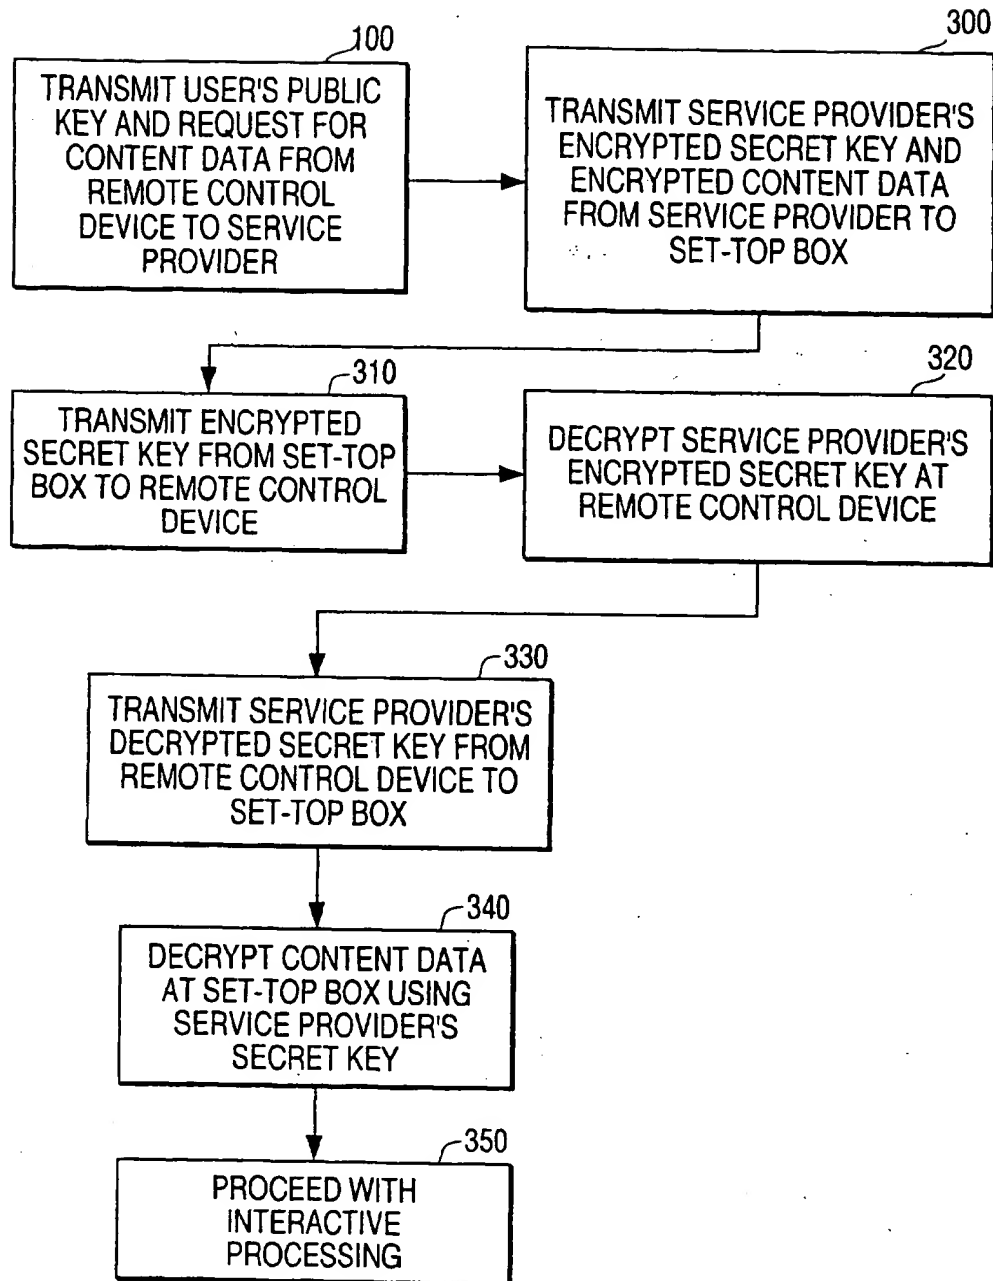 100
TRANSMIT USER'S PUBLIC
KEY AND REQUEST FOR
CONTENT DATA FROM
REMOTE CONTROL
DEVICE TO SERVICE
PROVIDER
300
TRANSMIT SERVICE PROVIDER'S
ENCRYPTED SECRET KEY AND
ENCRYPTED CONTENT DATA
FROM SERVICE PROVIDER TO
SET-TOP BOX
310
TRANSMIT ENCRYPTED
SECRET KEY FROM SET-TOP
BOX TO REMOTE CONTROL
DEVICE
320
DECRYPT SERVICE PROVIDER'S
ENCRYPTED SECRET KEY AT
REMOTE CONTROL DEVICE
330
TRANSMIT SERVICE PROVIDER'S
DECRYPTED SECRET KEY FROM
REMOTE CONTROL DEVICE TO
SET-TOP BOX
340
DECRYPT CONTENT DATA
AT SET-TOP BOX USING
SERVICE PROVIDER'S
SECRET KEY
350
PROCEED WITH
INTERACTIVE
PROCESSING